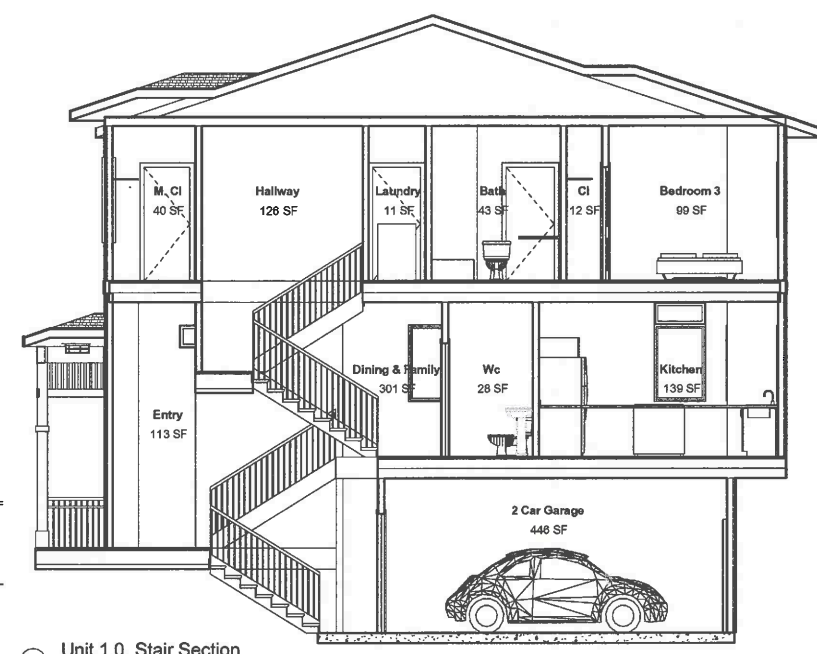 M. Cl
40 SF
Hallway
126 SF
Laundry
11 SF
Bath
43 SF
Cl
12 SF
Bedroom 3
99 SF
Dining & Family
301 SF
Wc
28 SF
Kitchen
139 SF
Entry
113 SF
2 Car Garage
446 SF
Unit 1.0 Stair Section